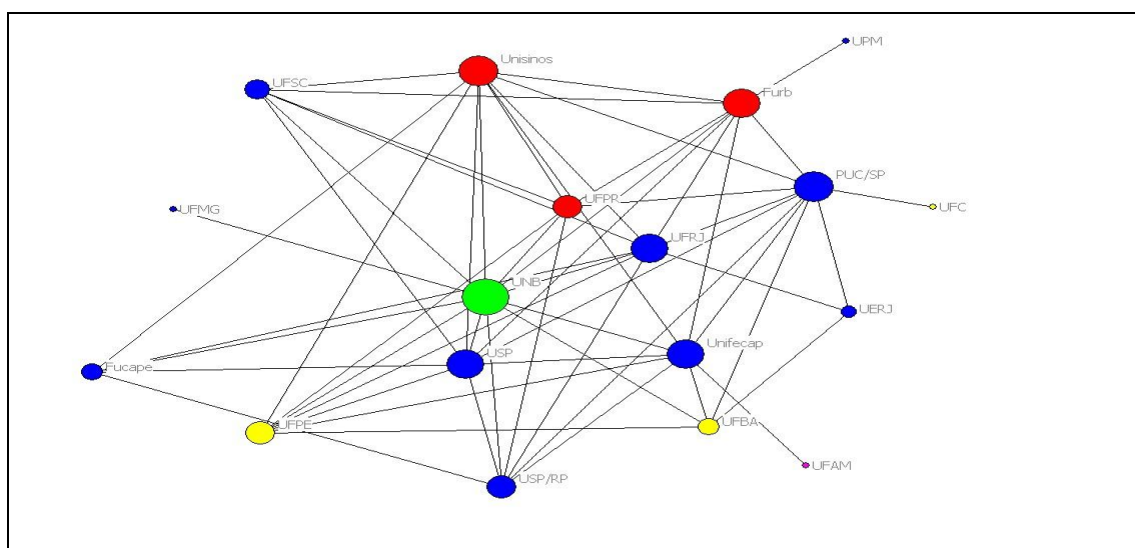 UPM
Unisinos
UFSC
Furb
PUC/SP
UFPR
UFC
UFMG
UFRJ
UNB
UERJ
Unifecap
USP
Fucape
UFPE
UFBA
UFAM
USP/RP